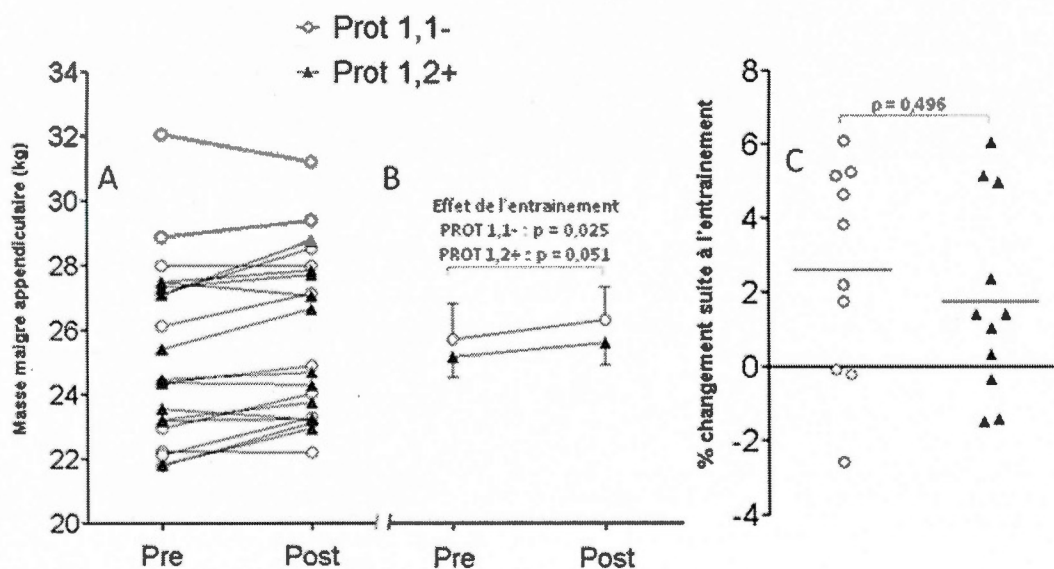 Prot 1,1-
Prot 1,2+
Masse maigre appendiculaire (kg)
34
32
30
28
26
24
22
20
A
Pre
Post
B
Effet de l'entrainement
PROT 1,1- : p = 0,025
PROT 1,2+ : p = 0,051
Pre
Post
% changement suite à l'entrainement
8
6
4
2
0
-2
-4
C
p = 0,496